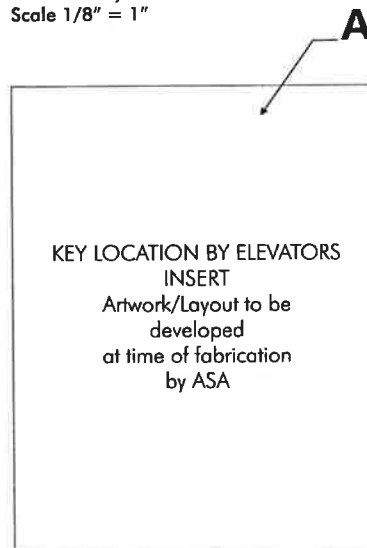 Scale 1/8" = 1"
A
KEY LOCATION BY ELEVATORS
INSERT
Artwork/Layout to be
developed
at time of fabrication
by ASA